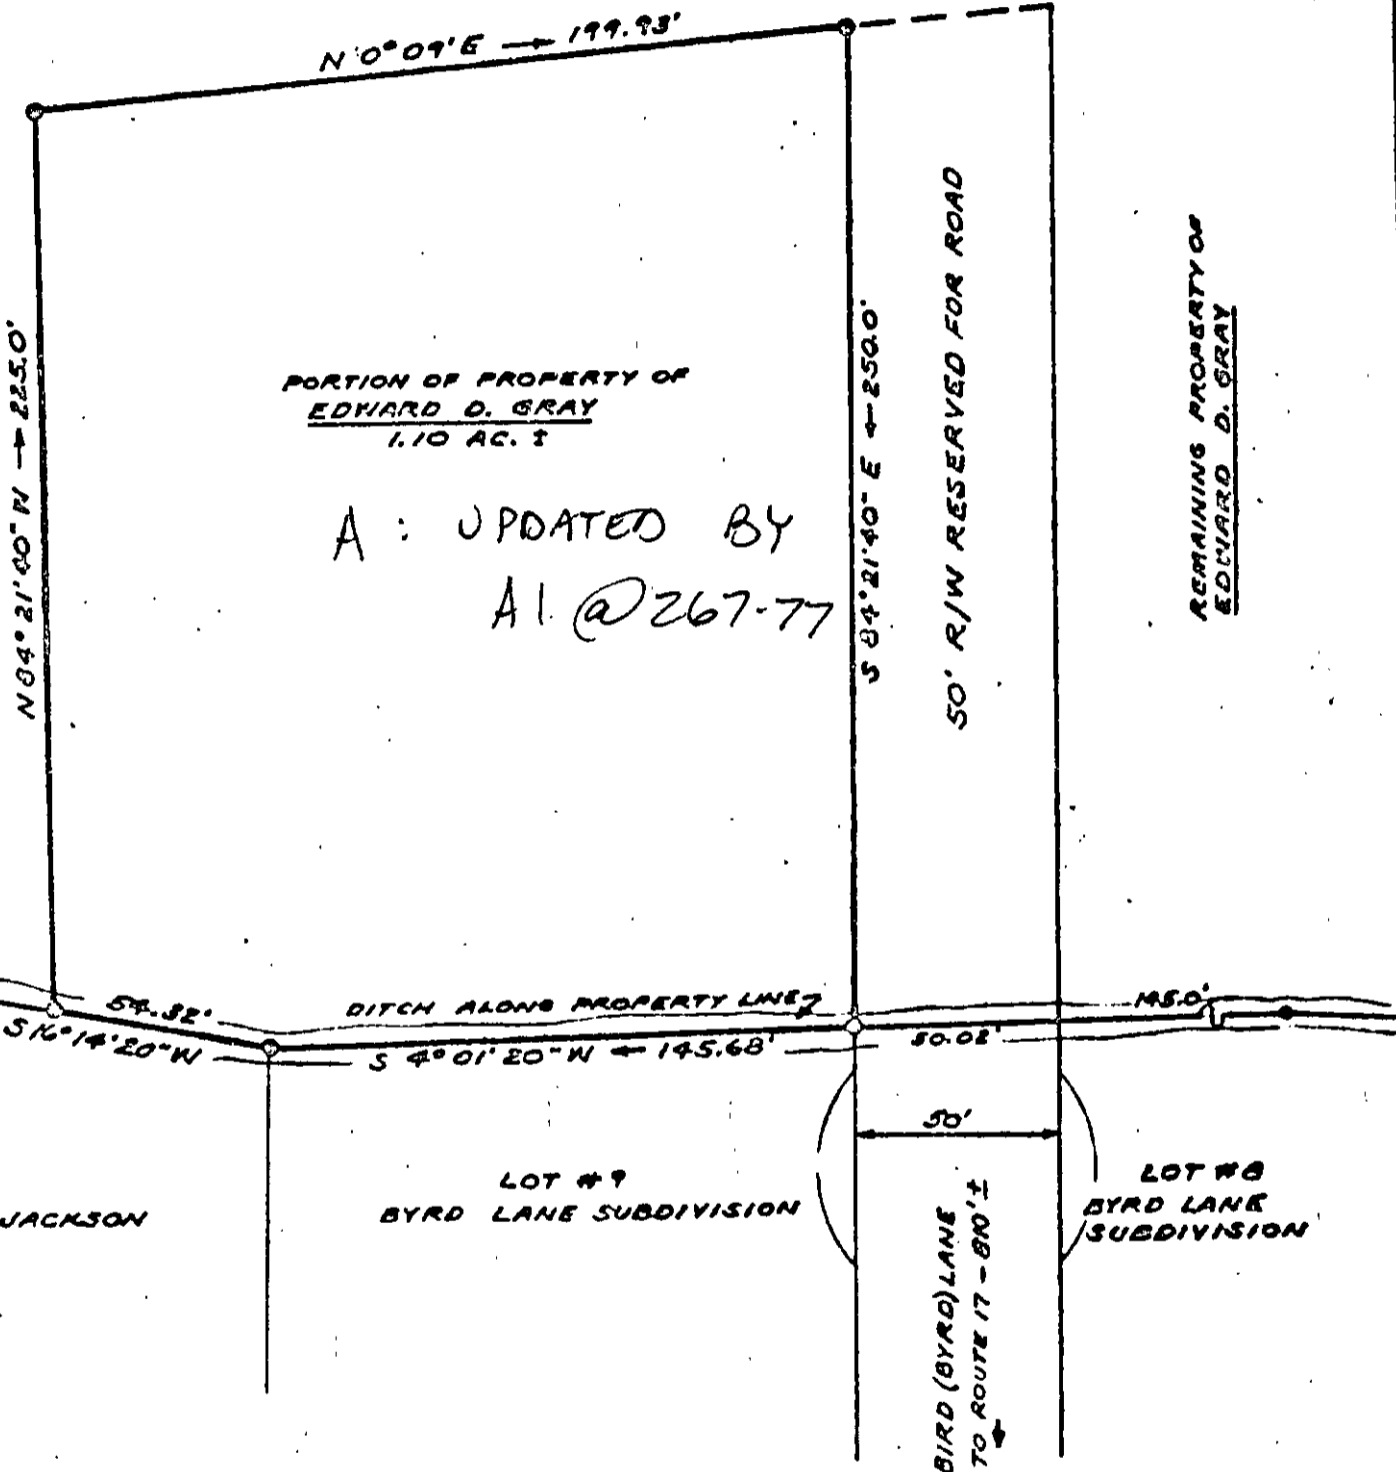 N 0° 09' E → 199.93'
N 84° 21' 40" W → 225.0'
PORTION OF PROPERTY OF
EDWARD D. GRAY
1.10 AC. ±
A : UPDATED BY
A1. @ 267-77
S 84° 21' 40" E ← 250.0'
50' R/W RESERVED FOR ROAD
REMAINING PROPERTY OF
EDWARD D. GRAY
54.32'
S 16° 14' 20" W
DITCH ALONG PROPERTY LINE
S 4° 01' 20" W ← 145.68'
50.02'
145.0'
50'
JACKSON
LOT #9
BYRD LANE SUBDIVISION
BIRD (BYRD) LANE
TO ROUTE 17 - 810' ±
LOT #8
BYRD LANE
SUBDIVISION